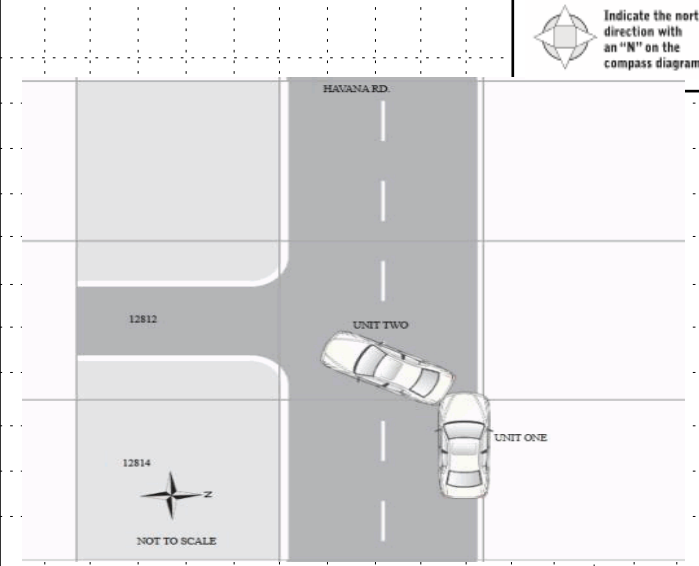 Indicate the nort
direction with
an "N" on the
compass diagram
HAVANA RD.
12812
UNIT TWO
UNIT ONE
12814
N
NOT TO SCALE